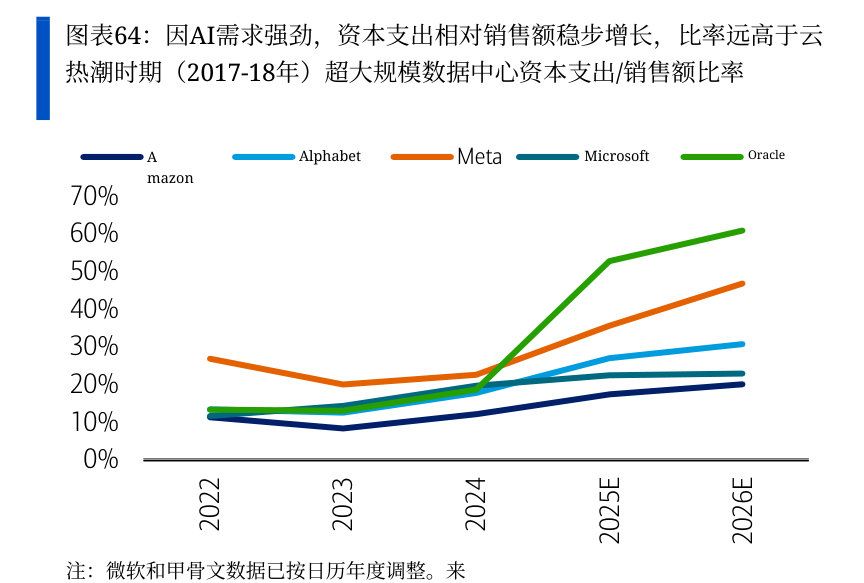 图表64：因AI需求强劲，资本支出相对销售额稳步增长，比率远高于云
热潮时期（2017-18年）超大规模数据中心资本支出/销售额比率
A
mazon
Alphabet
Meta
Microsoft
Oracle
70%
60%
50%
40%
30%
20%
10%
0%
2022
2023
2024
2025E
2026E
注：微软和甲骨文数据已按日历年度调整。来